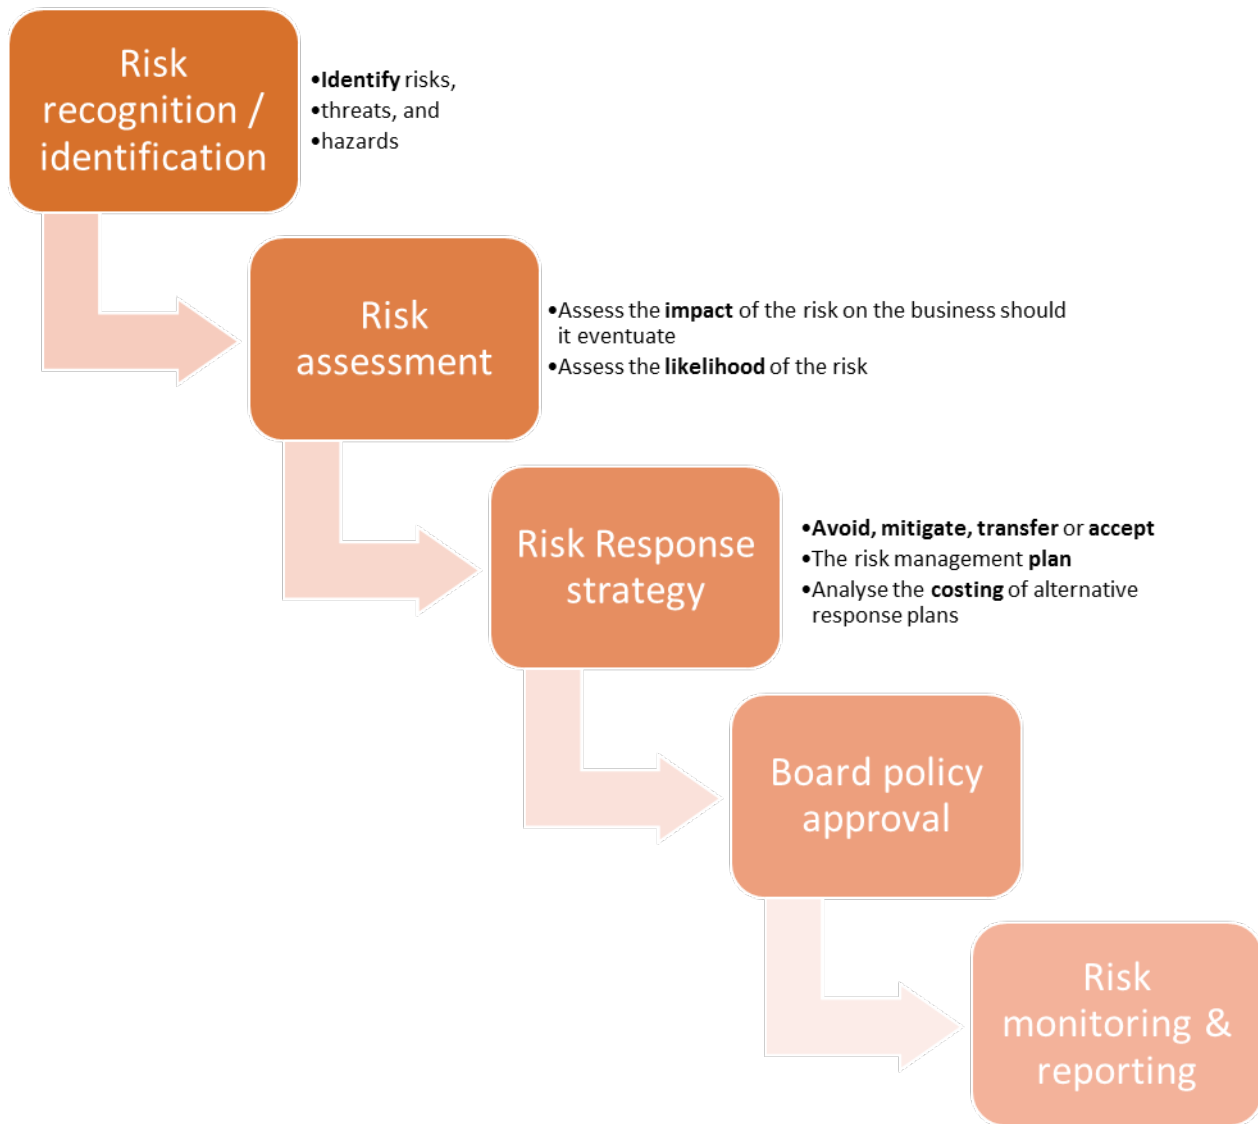 Risk
recognition /
identification
•Identify risks,
•threats, and
•hazards
Risk
assessment
•Assess the impact of the risk on the business should
it eventuate
•Assess the likelihood of the risk
Risk Response
strategy
•Avoid, mitigate, transfer or accept
•The risk management plan
•Analyse the costing of alternative
response plans
Board policy
approval
Risk
monitoring &
reporting